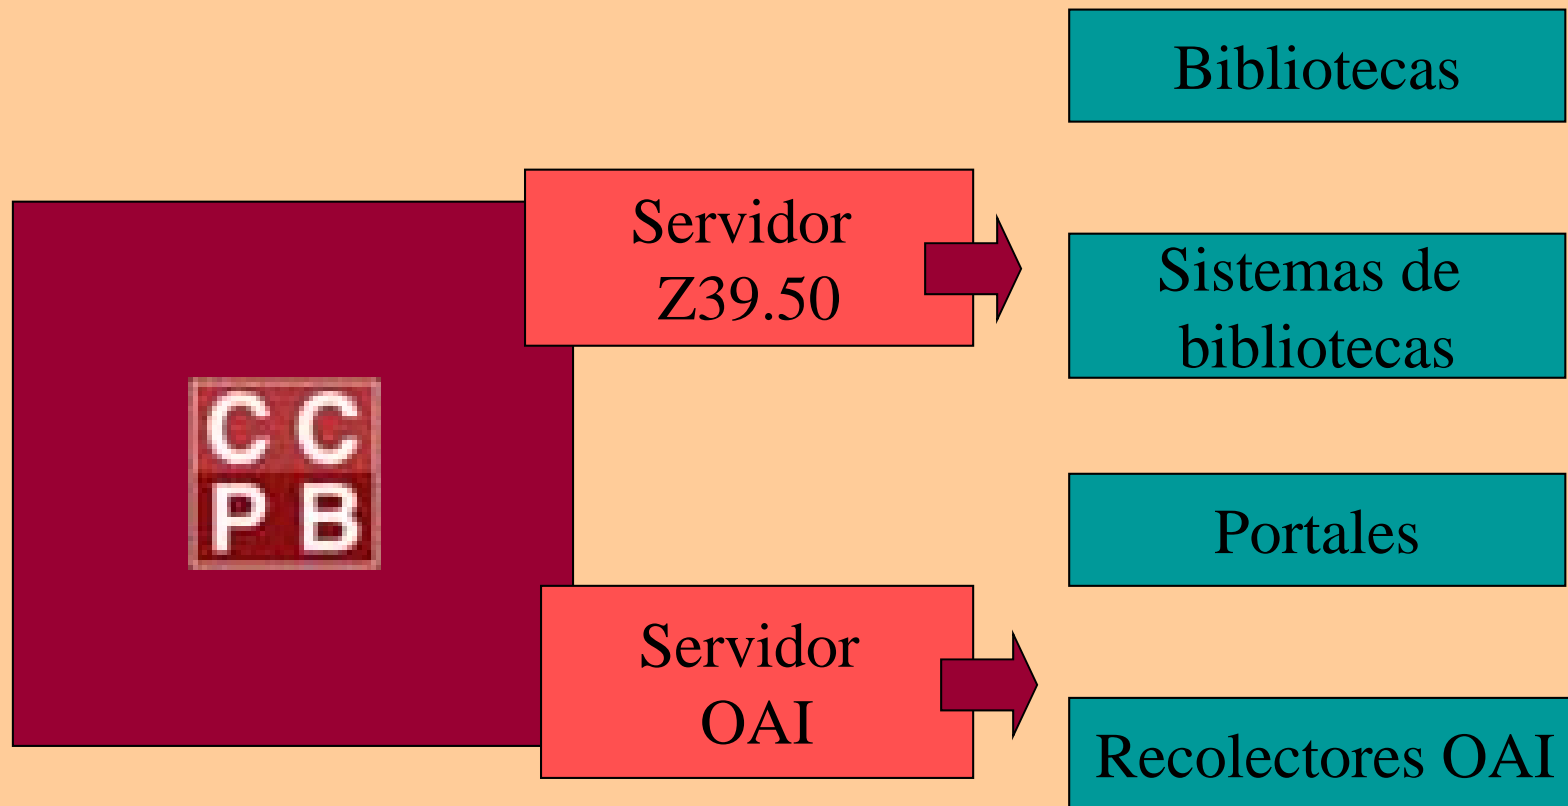 Bibliotecas
Servidor
Z39.50
Sistemas de
bibliotecas
C C
P B
Portales
Servidor
OAI
Recolectores OAI